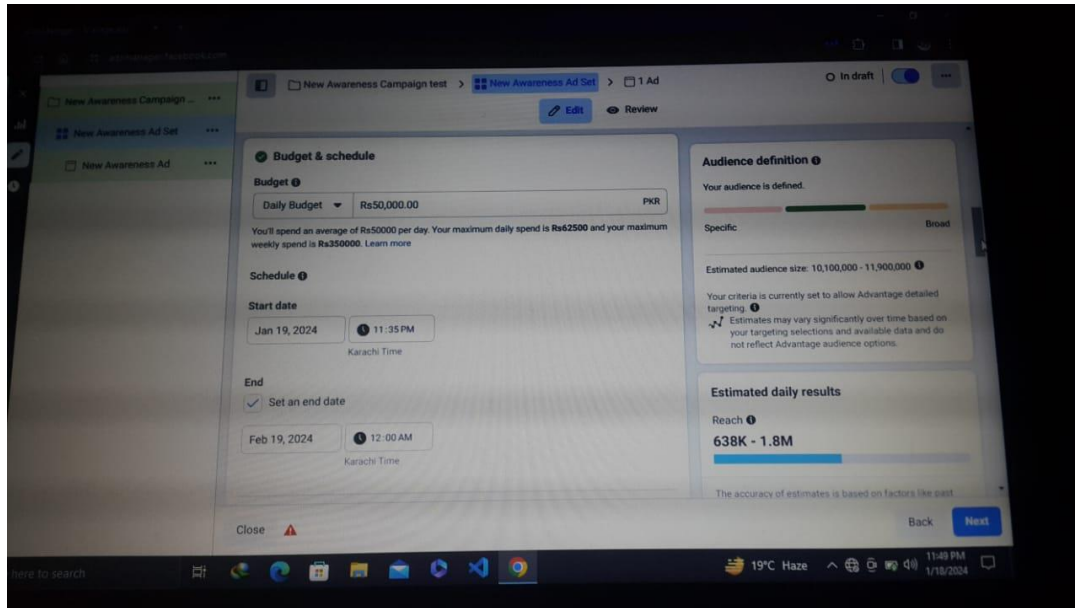 adsmanager.facebook.com
New Awareness Campaign test > New Awareness Ad Set > 1 Ad
In draft
New Awareness Campaign ... •••
New Awareness Ad Set •••
New Awareness Ad •••
Edit
Review
Budget & schedule
Budget
Daily Budget
Rs50,000.00
PKR
You'll spend an average of Rs50000 per day. Your maximum daily spend is Rs62500 and your maximum
weekly spend is Rs350000. Learn more
Schedule
Start date
Jan 19, 2024
11:35 PM
Karachi Time
End
Set an end date
Feb 19, 2024
12:00 AM
Karachi Time
Close
Audience definition
Your audience is defined.
Specific
Broad
Estimated audience size: 10,100,000 - 11,900,000
Your criteria is currently set to allow Advantage detailed
targeting.
Estimates may vary significantly over time based on
your targeting selections and available data and do
not reflect Advantage audience options.
Estimated daily results
Reach
638K - 1.8M
The accuracy of estimates is based on factors like past
Back
Next
here to search
19°C Haze
11:49 PM
1/18/2024